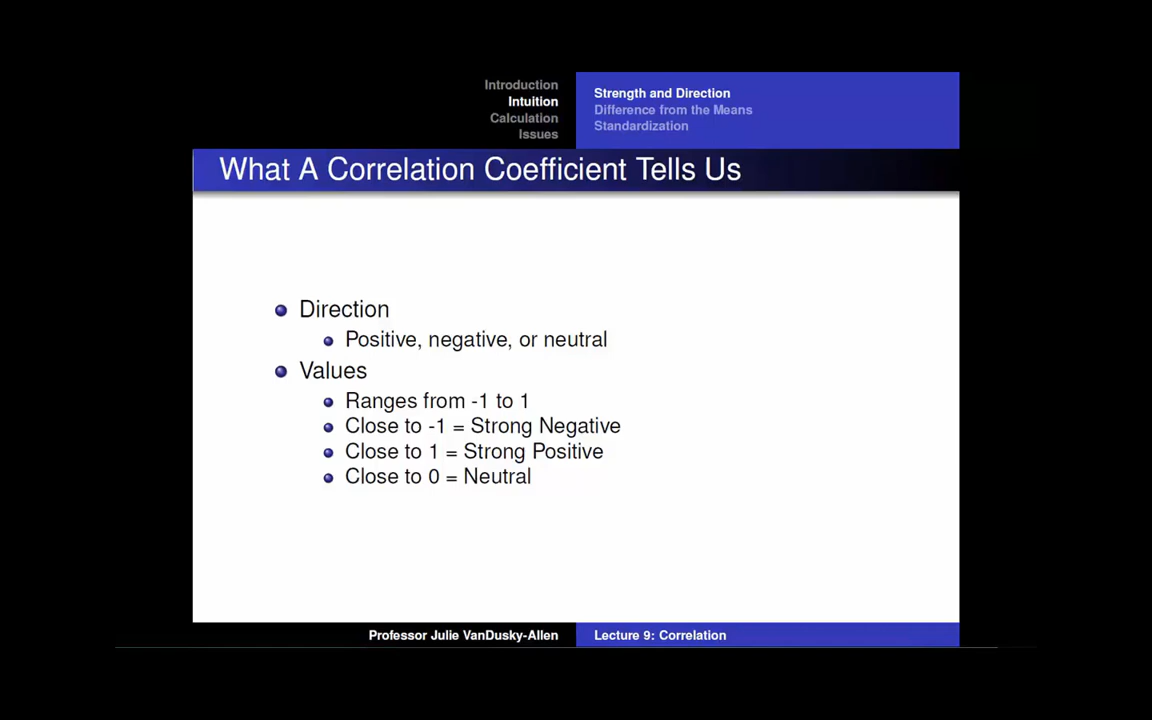 Introduction
Intuition
Calculation
Issues
Strength and Direction
Difference from the Means
Standardization
What A Correlation Coefficient Tells Us
Direction
Positive, negative, or neutral
Values
Ranges from -1 to 1
Close to -1 = Strong Negative
Close to 1 = Strong Positive
Close to 0 = Neutral
Professor Julie VanDusky-Allen
Lecture 9: Correlation